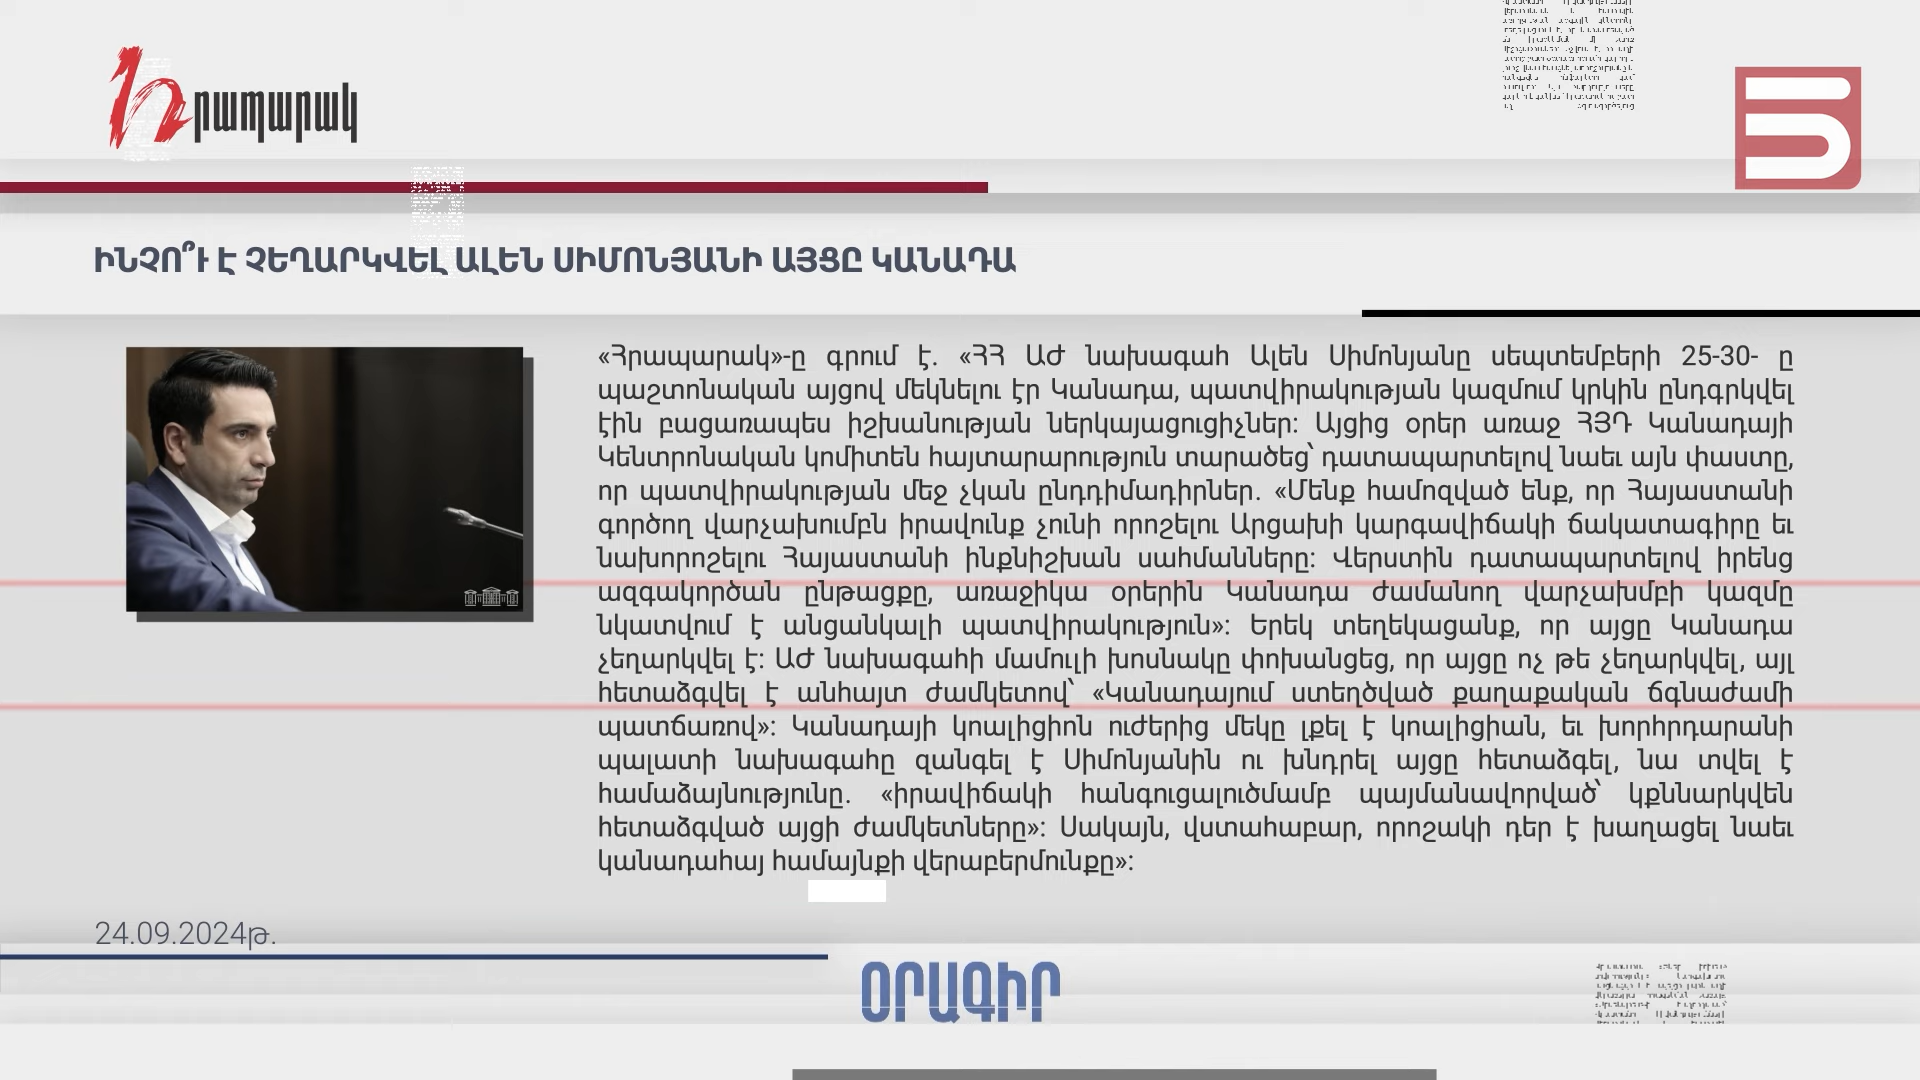 Հրապարակ
ԻՆՉՈ՞Ւ Է ՉԵՂԱՐԿՎԵԼ ԱԼԵՆ ՍԻՄՈՆՅԱՆԻ ԱՅՑԸ ԿԱՆԱԴԱ
«Հրապարակ»-ը գրում է. «ՀՀ ԱԺ նախագահ Ալեն Սիմոնյանը սեպտեմբերի 25-30- ը
պաշտոնական այցով մեկնելու էր Կանադա, պատվիրակության կազմում կրկին ընդգրկվել
էին բացառապես իշխանության ներկայացուցիչներ: Այցից օրեր առաջ ՀՅԴ Կանադայի
Կենտրոնական կոմիտեն հայտարարություն տարածեց՝ դատապարտելով նաեւ այն փաստը,
որ պատվիրակության մեջ չկան ընդդիմադիրներ. «Մենք համոզված ենք, որ Հայաստանի
գործող վարչախումբն իրավունք չունի որոշելու Արցախի կարգավիճակի ճակատագիրը եւ
նախորոշելու Հայաստանի ինքնիշխան սահմանները: Վերստին դատապարտելով իրենց
ազգակործան ընթացքը, առաջիկա օրերին Կանադա ժամանող վարչախմբի կազմը
նկատվում է անցանկալի պատվիրակություն»: Երեկ տեղեկացանք, որ այցը Կանադա
չեղարկվել է: ԱԺ նախագահի մամուլի խոսնակը փոխանցեց, որ այցը ոչ թե չեղարկվել, այլ
հետաձգվել է անհայտ ժամկետով՝ «Կանադայում ստեղծված քաղաքական ճգնաժամի
պատճառով»: Կանադայի կոալիցիոն ուժերից մեկը լքել է կոալիցիան, եւ խորհրդարանի
պալատի նախագահը զանգել է Սիմոնյանին ու խնդրել այցը հետաձգել, նա տվել է
համաձայնությունը. «իրավիճակի հանգուցալուծմամբ պայմանավորված՝ կքննարկվեն
հետաձգված այցի ժամկետները»: Սակայն, վստահաբար, որոշակի դեր է խաղացել նաեւ
կանադահայ համայնքի վերաբերմունքը»:
24.09.2024թ.
ՕՐԱԳԻՐ